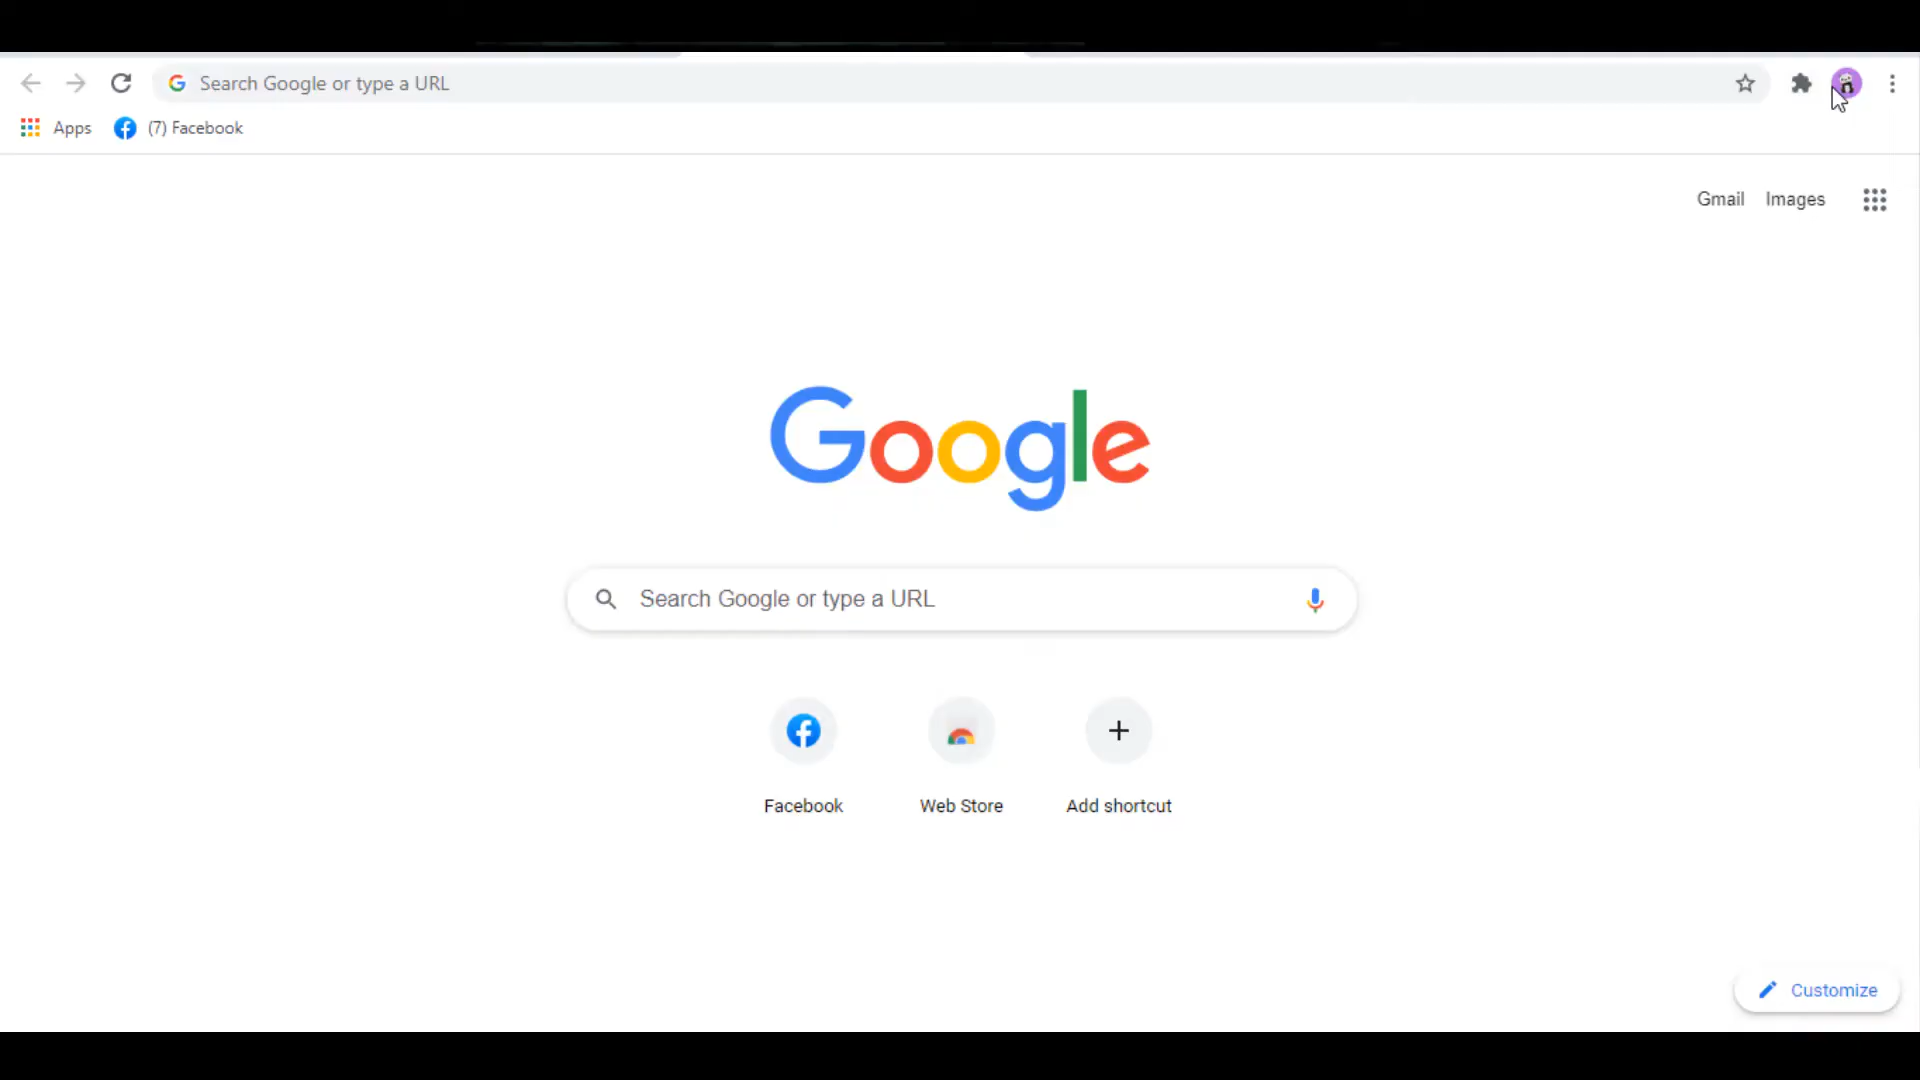 Search Google or type a URL
Apps
(7) Facebook
Gmail
Images
Google
Search Google or type a URL
Facebook
Web Store
Add shortcut
Customize